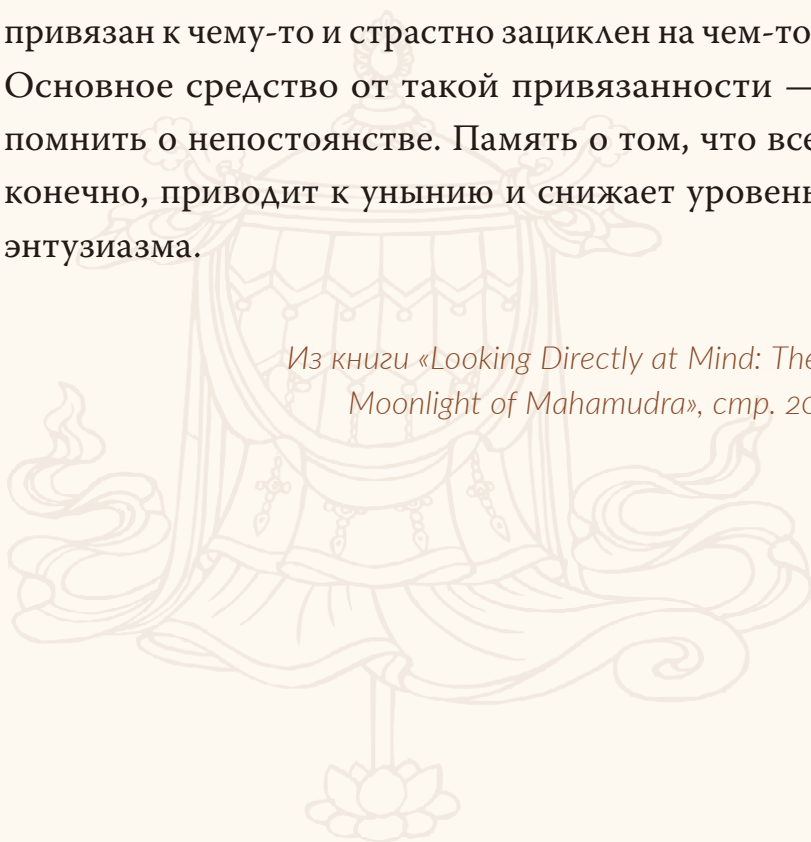 привязан к чему-то и страстно зациклен на чем-то
Основное средство от такой привязанности —
помнить о непостоянстве. Память о том, что все
конечно, приводит к унынию и снижает уровень
энтузиазма.
Из книги «Looking Directly at Mind: The
Moonlight of Mahamudra», стр. 20